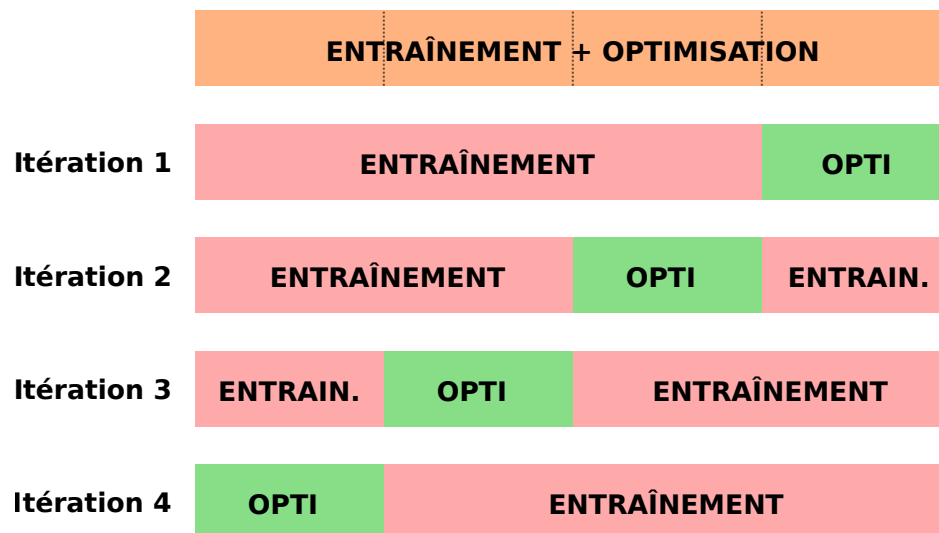 ENTRAÎNEMENT + OPTIMISATION
Itération 1 ENTRAÎNEMENT OPTI
Itération 2 ENTRAÎNEMENT OPTI ENTRAIN.
Itération 3 ENTRAIN. OPTI ENTRAÎNEMENT
Itération 4 OPTI ENTRAÎNEMENT